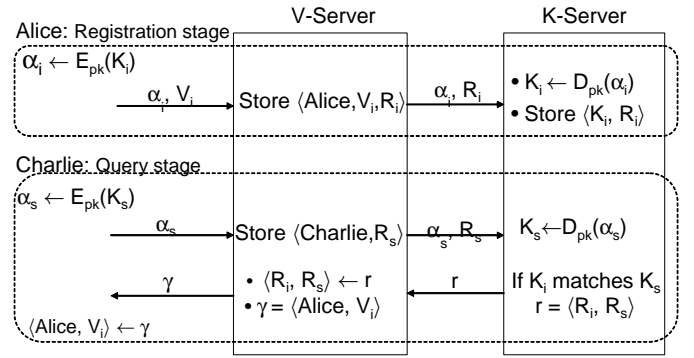 V-Server K-Server
Alice: Registration stage
αᵢ ← Eₚₖ(Kᵢ)
αᵢ, Vᵢ
Store ⟨Alice,Vᵢ,Rᵢ⟩
αᵢ, Rᵢ
• Kᵢ ← Dₚₖ(αᵢ)
• Store ⟨Kᵢ, Rᵢ⟩
Charlie: Query stage
αₛ ← Eₚₖ(Kₛ)
αₛ
Store ⟨Charlie,Rₛ⟩
αₛ, Rₛ
Kₛ←Dₚₖ(αₛ)
γ
• ⟨Rᵢ, Rₛ⟩ ← r
• γ = ⟨Alice, Vᵢ⟩
r
If Kᵢ matches Kₛ
r = ⟨Rᵢ, Rₛ⟩
⟨Alice, Vᵢ⟩ ← γ